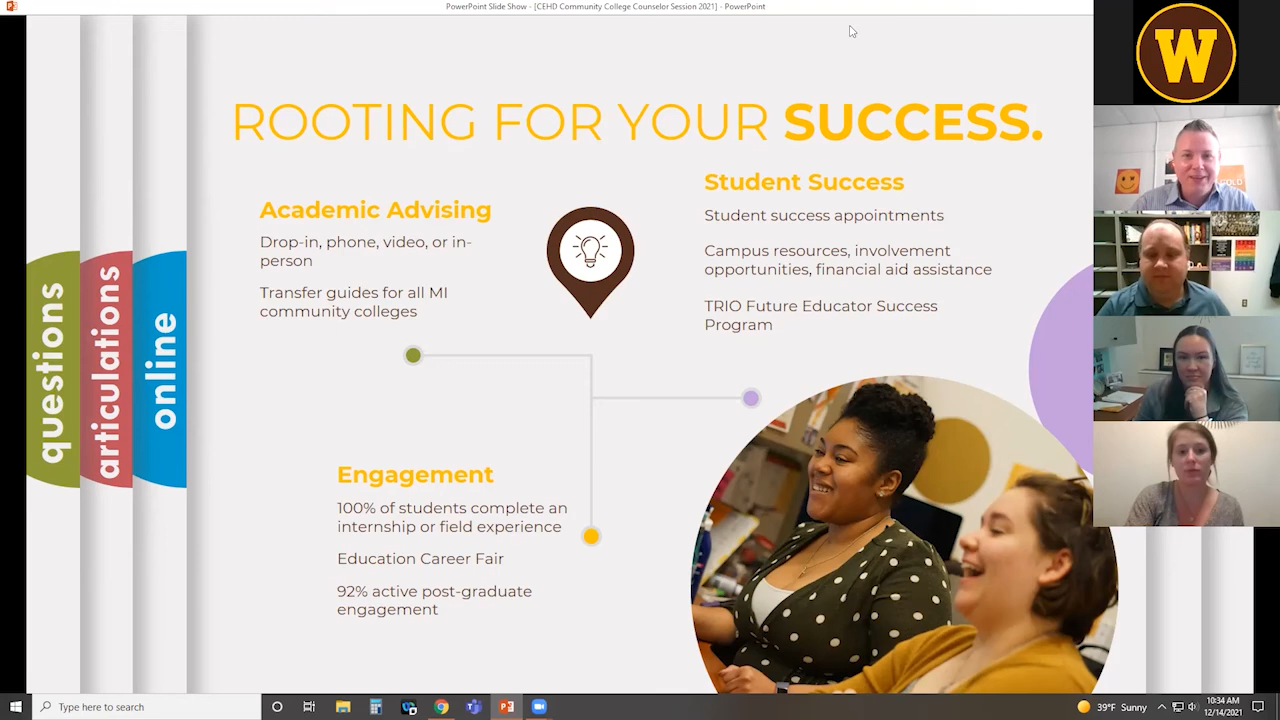 PowerPoint Slide Show - [CEHD Community College Counselor Session 2021] - PowerPoint
W
ROOTING FOR YOUR SUCCESS.
Academic Advising
Drop-in, phone, video, or in-
person
Transfer guides for all MI
community colleges
Student Success
Student success appointments
Campus resources, involvement
opportunities, financial aid assistance
TRIO Future Educator Success
Program
questions
articulations
online
Engagement
100% of students complete an
internship or field experience
Education Career Fair
92% active post-graduate
engagement
Type here to search
39°F Sunny
10:34 AM
12/14/2021